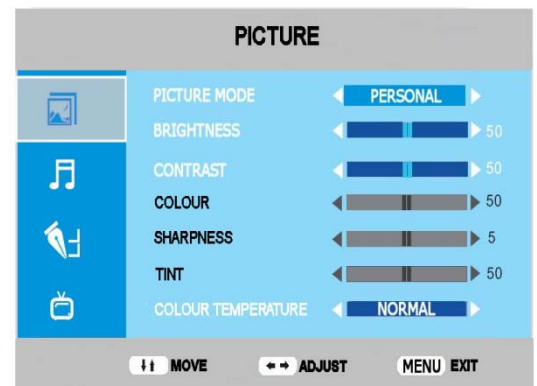 PICTURE
PICTURE MODE PERSONAL
BRIGHTNESS 50
CONTRAST 50
COLOUR 50
SHARPNESS 5
TINT 50
COLOUR TEMPERATURE NORMAL
MOVE ADJUST MENU EXIT